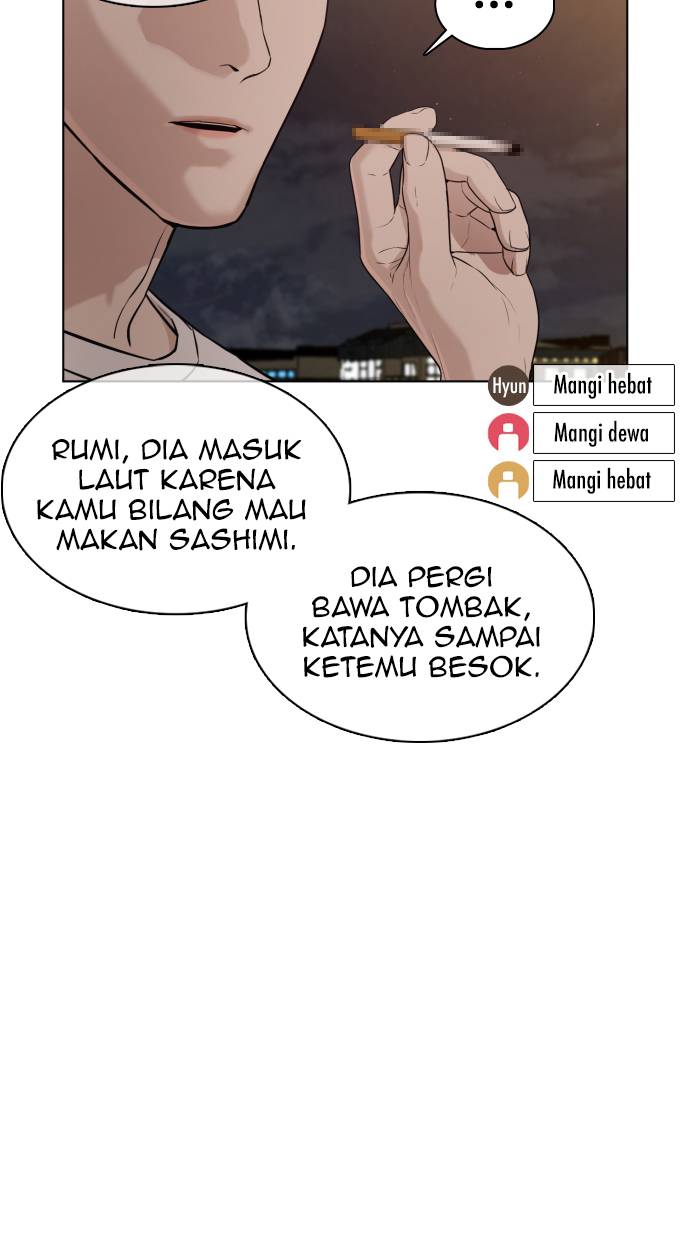 ...
Hyun Mangi hebat
Mangi dewa
Mangi hebat
RUMI, DIA MASUK
LAUT KARENA
KAMU BILANG MAU
MAKAN SASHIMI.
DIA PERGI
BAWA TOMBAK,
KATANYA SAMPAI
KETEMU BESOK.